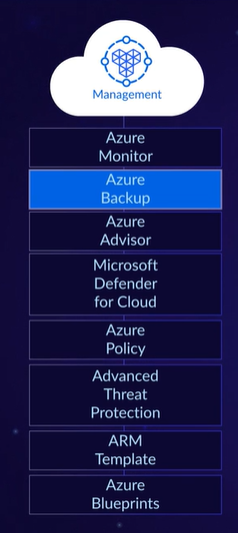 Management
Azure
Monitor
Azure
Backup
Azure
Advisor
Microsoft
Defender
for Cloud
Azure
Policy
Advanced
Threat
Protection
ARM
Template
Azure
Blueprints